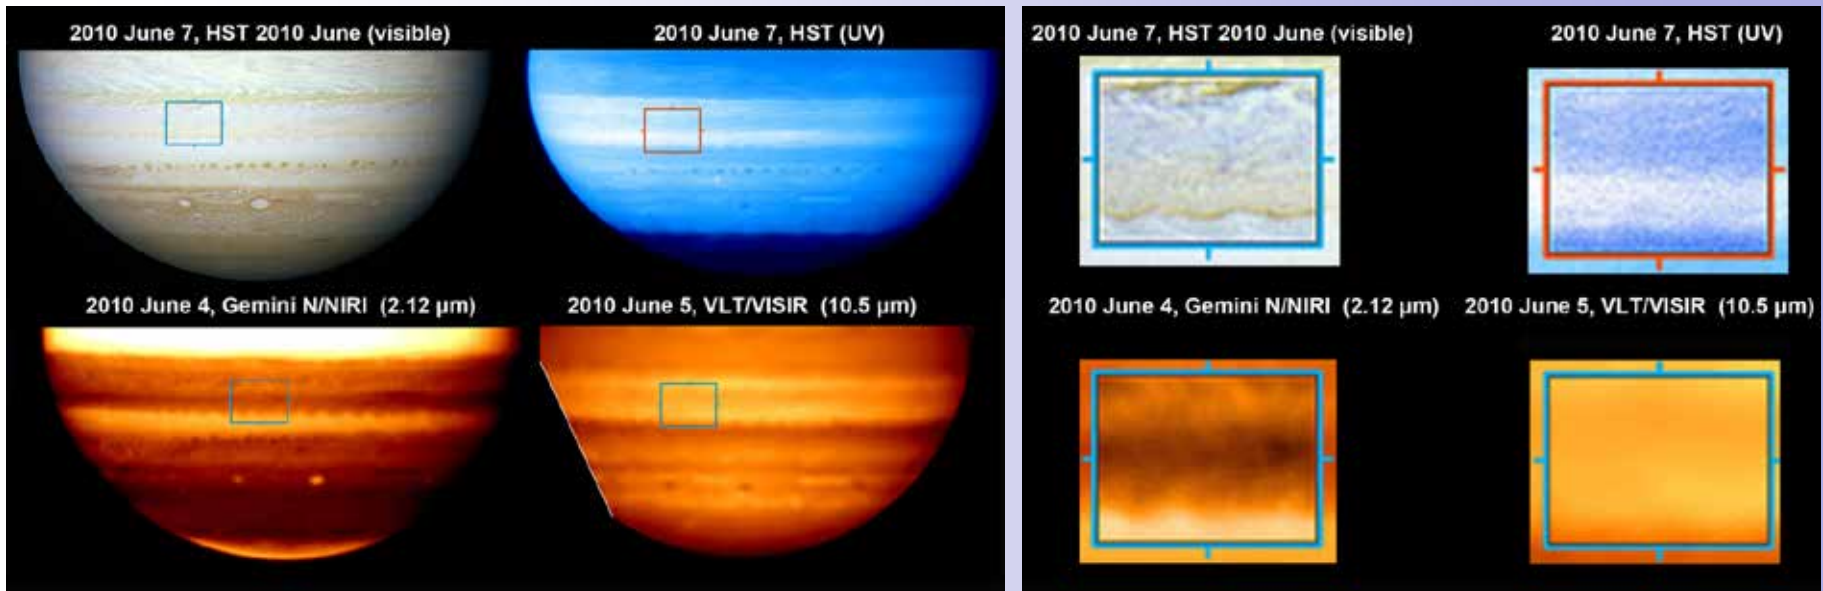 2010 June 7, HST 2010 June (visible)
2010 June 7, HST (UV)
2010 June 4, Gemini N/NIRI (2.12 μm)
2010 June 5, VLT/VISIR (10.5 μm)
2010 June 7, HST 2010 June (visible)
2010 June 7, HST (UV)
2010 June 4, Gemini N/NIRI (2.12 μm)
2010 June 5, VLT/VISIR (10.5 μm)